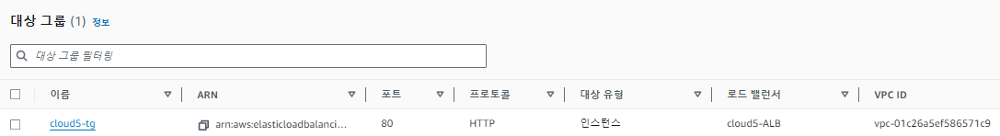 대상 그룹 (1) 정보
대상 그룹 필터링
이름 ARN 포트 프로토콜 대상 유형 로드 밸런서 VPC ID
cloud5-tg arn:aws:elasticloadbalanci... 80 HTTP 인스턴스 cloud5-ALB vpc-01c26a5ef586571c9